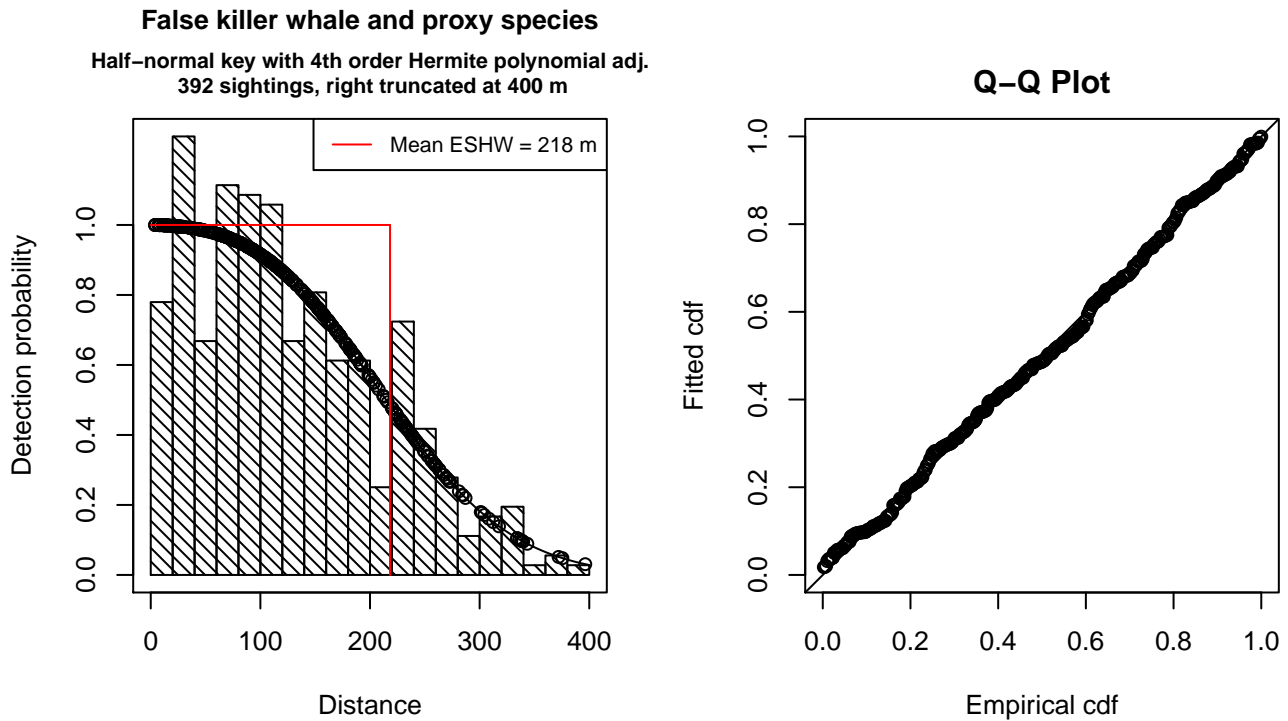 False killer whale and proxy species
Half−normal key with 4th order Hermite polynomial adj.
392 sightings, right truncated at 400 m
Mean ESHW = 218 m
Detection probability
1.0
0.8
0.6
0.4
0.2
0.0
0 100 200 300 400
Distance
Q−Q Plot
Fitted cdf
1.0
0.8
0.6
0.4
0.2
0.0
0.0 0.2 0.4 0.6 0.8 1.0
Empirical cdf